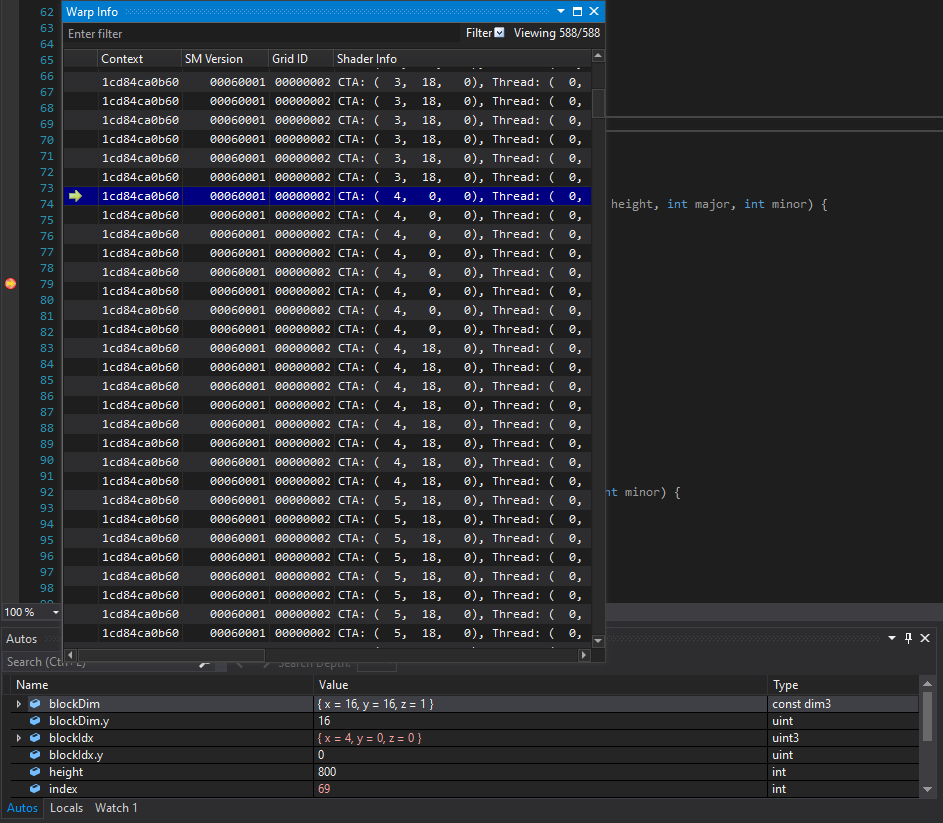 Warp Info
Enter filter Filter Viewing 588/588
Context SM Version Grid ID Shader Info
1cd84ca0b60 00060001 00000002 CTA: ( 3, 18, 0), Thread: ( 0,
1cd84ca0b60 00060001 00000002 CTA: ( 3, 18, 0), Thread: ( 0,
1cd84ca0b60 00060001 00000002 CTA: ( 3, 18, 0), Thread: ( 0,
1cd84ca0b60 00060001 00000002 CTA: ( 3, 18, 0), Thread: ( 0,
1cd84ca0b60 00060001 00000002 CTA: ( 3, 18, 0), Thread: ( 0,
1cd84ca0b60 00060001 00000002 CTA: ( 3, 18, 0), Thread: ( 0,
1cd84ca0b60 00060001 00000002 CTA: ( 4, 0, 0), Thread: ( 0,
1cd84ca0b60 00060001 00000002 CTA: ( 4, 0, 0), Thread: ( 0,
1cd84ca0b60 00060001 00000002 CTA: ( 4, 0, 0), Thread: ( 0,
1cd84ca0b60 00060001 00000002 CTA: ( 4, 0, 0), Thread: ( 0,
1cd84ca0b60 00060001 00000002 CTA: ( 4, 0, 0), Thread: ( 0,
1cd84ca0b60 00060001 00000002 CTA: ( 4, 0, 0), Thread: ( 0,
1cd84ca0b60 00060001 00000002 CTA: ( 4, 0, 0), Thread: ( 0,
1cd84ca0b60 00060001 00000002 CTA: ( 4, 0, 0), Thread: ( 0,
1cd84ca0b60 00060001 00000002 CTA: ( 4, 18, 0), Thread: ( 0,
1cd84ca0b60 00060001 00000002 CTA: ( 4, 18, 0), Thread: ( 0,
1cd84ca0b60 00060001 00000002 CTA: ( 4, 18, 0), Thread: ( 0,
1cd84ca0b60 00060001 00000002 CTA: ( 4, 18, 0), Thread: ( 0,
1cd84ca0b60 00060001 00000002 CTA: ( 4, 18, 0), Thread: ( 0,
1cd84ca0b60 00060001 00000002 CTA: ( 4, 18, 0), Thread: ( 0,
1cd84ca0b60 00060001 00000002 CTA: ( 4, 18, 0), Thread: ( 0,
1cd84ca0b60 00060001 00000002 CTA: ( 4, 18, 0), Thread: ( 0,
1cd84ca0b60 00060001 00000002 CTA: ( 5, 18, 0), Thread: ( 0,
1cd84ca0b60 00060001 00000002 CTA: ( 5, 18, 0), Thread: ( 0,
1cd84ca0b60 00060001 00000002 CTA: ( 5, 18, 0), Thread: ( 0,
1cd84ca0b60 00060001 00000002 CTA: ( 5, 18, 0), Thread: ( 0,
1cd84ca0b60 00060001 00000002 CTA: ( 5, 18, 0), Thread: ( 0,
1cd84ca0b60 00060001 00000002 CTA: ( 5, 18, 0), Thread: ( 0,
1cd84ca0b60 00060001 00000002 CTA: ( 5, 18, 0), Thread: ( 0,
1cd84ca0b60 00060001 00000002 CTA: ( 5, 18, 0), Thread: ( 0,
62
63
64
65
66
67
68
69
70
71
72
73
74 height, int major, int minor) {
75
76
77
78
79
80
81
82
83
84
85
86
87
88
89
90
91
92 minor) {
93
94
95
96
97
98
100 %
Autos
Search (Ctrl+E) Search Depth:
Name Value Type
blockDim { x = 16, y = 16, z = 1 } const dim3
blockDim.y 16 uint
blockIdx { x = 4, y = 0, z = 0 } uint3
blockIdx.y 0 uint
height 800 int
index 69 int
Autos Locals Watch 1